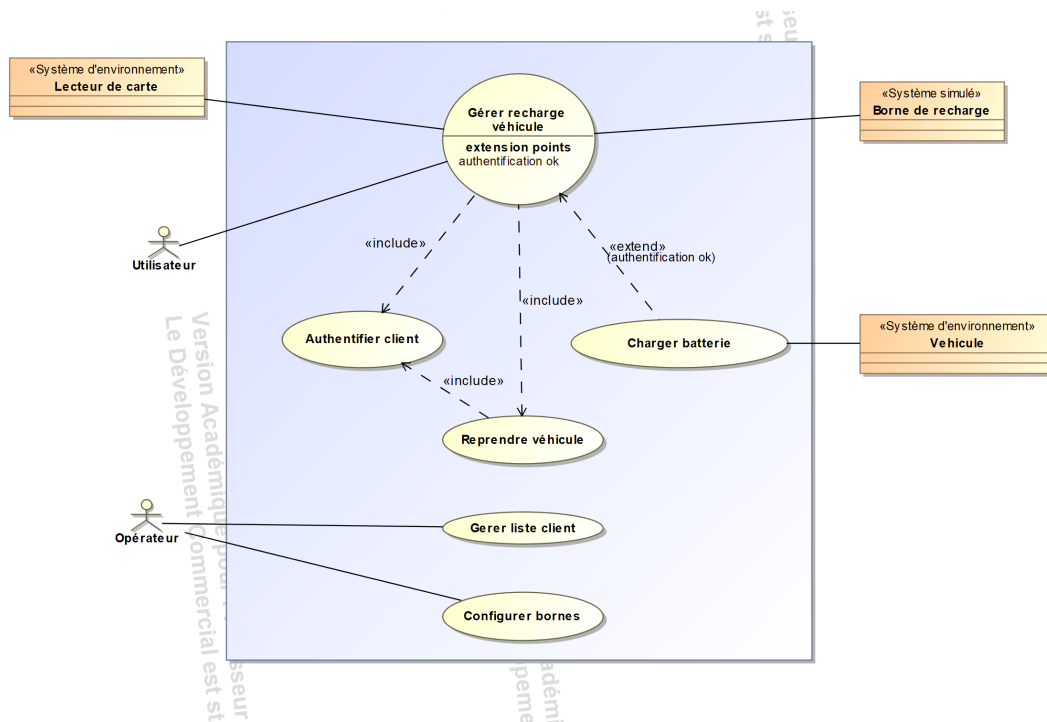 «Système d'environnement»
Lecteur de carte
Gérer recharge
véhicule
extension points
authentification ok
«Système simulé»
Borne de recharge
Utilisateur
«include»
«include»
«extend»
(authentification ok)
Authentifier client
Charger batterie
«Système d'environnement»
Vehicule
«include»
Reprendre véhicule
Opérateur
Gerer liste client
Configurer bornes
Version Académique pour
Le Développement Commercial est